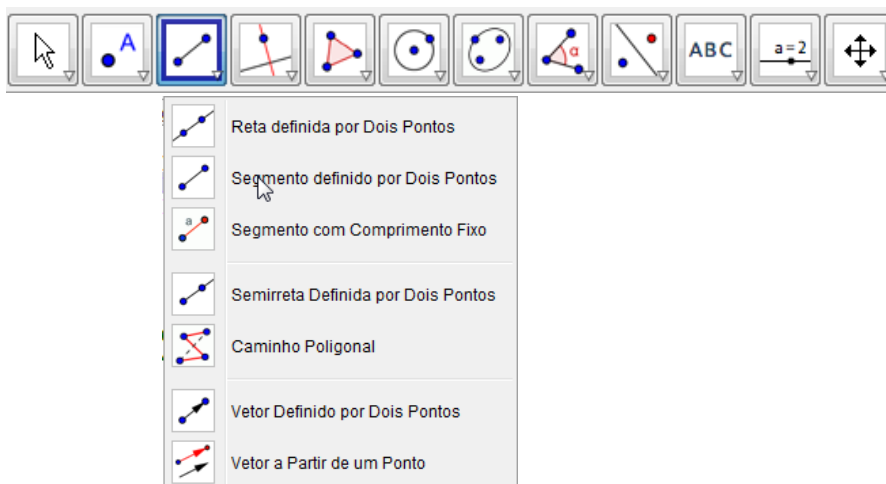 A
α
ABC
a=2
Reta definida por Dois Pontos
Segmento definido por Dois Pontos
a
Segmento com Comprimento Fixo
Semirreta Definida por Dois Pontos
Caminho Poligonal
Vetor Definido por Dois Pontos
Vetor a Partir de um Ponto